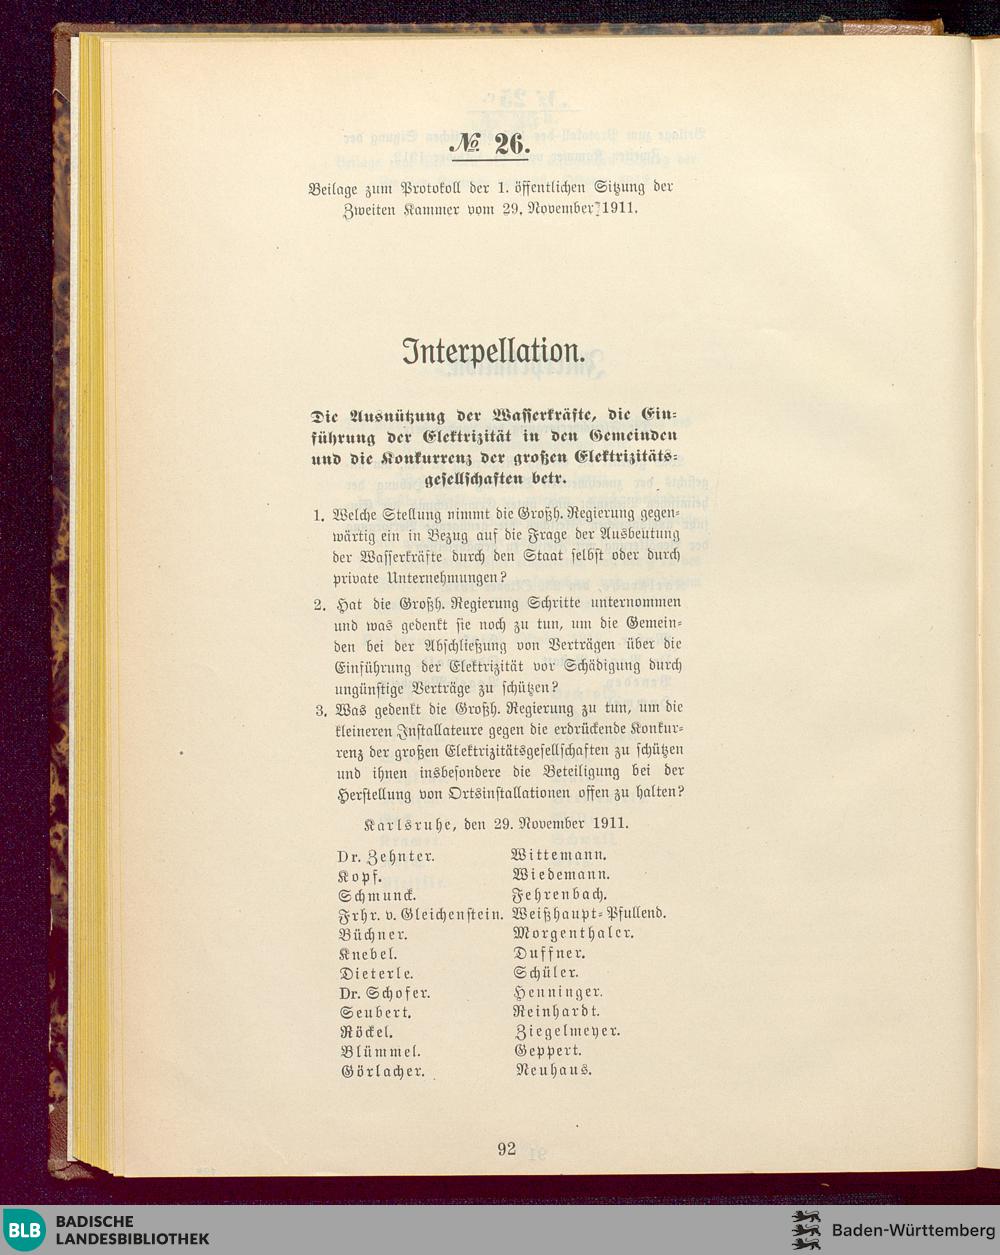 № 26.
Beilage zum Protokoll der 1. öffentlichen Sitzung der
Zweiten Kammer vom 29. November 1911.
Interpellation.
Die Ausnützung der Wasserkräfte, die Ein-
führung der Elektrizität in den Gemeinden
und die Konkurrenz der großen Elektrizitäts-
gesellschaften betr.
1. Welche Stellung nimmt die Großh. Regierung gegen-
wärtig ein in Bezug auf die Frage der Ausbeutung
der Wasserkräfte durch den Staat selbst oder durch
private Unternehmungen?
2. Hat die Großh. Regierung Schritte unternommen
und was gedenkt sie noch zu tun, um die Gemein-
den bei der Abschließung von Verträgen über die
Einführung der Elektrizität vor Schädigung durch
ungünstige Verträge zu schützen?
3. Was gedenkt die Großh. Regierung zu tun, um die
kleineren Installateure gegen die erdrückende Konkur-
renz der großen Elektrizitätsgesellschaften zu schützen
und ihnen insbesondere die Beteiligung bei der
Herstellung von Ortsinstallationen offen zu halten?
Karlsruhe, den 29. November 1911.
Dr. Zehnter. Wittemann.
Kopf. Wiedemann.
Schmunck. Fehrenbach.
Frhr. v. Gleichenstein. Weißhaupt-Pfullend.
Büchner. Morgenthaler.
Knebel. Duffner.
Dieterle. Schüler.
Dr. Schofer. Henninger.
Seubert. Reinhardt.
Röckel. Ziegelmeyer.
Blümmel. Geppert.
Görlacher. Neuhaus.
92
BLB BADISCHE LANDESBIBLIOTHEK
Baden-Württemberg